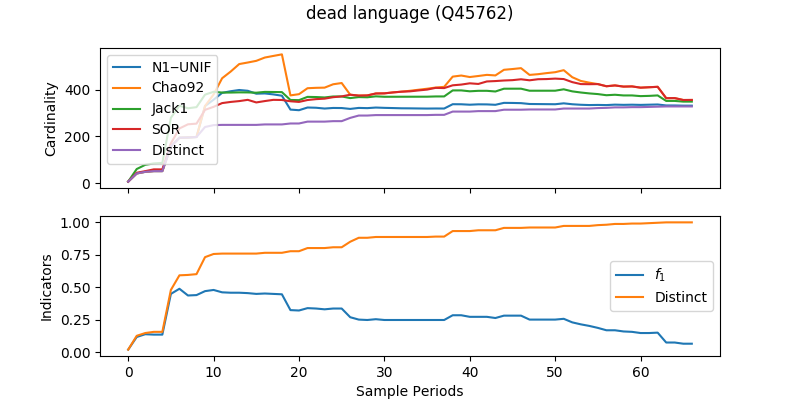 dead language (Q45762)
Cardinality
400
200
0
N1−UNIF
Chao92
Jack1
SOR
Distinct
Indicators
1.00
0.75
0.50
0.25
0.00
f1
Distinct
0 10 20 30 40 50 60
Sample Periods